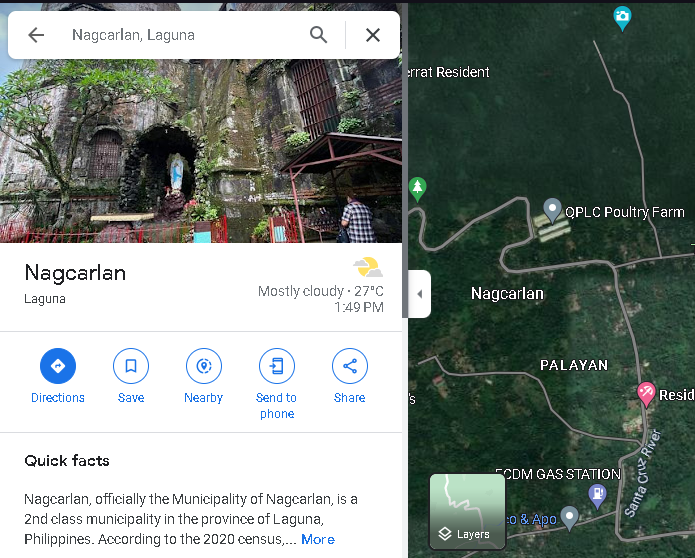 Nagcarlan, Laguna
Nagcarlan
Laguna
Mostly cloudy · 27°C
1:49 PM
Directions
Save
Nearby
Send to
phone
Share
Quick facts
Nagcarlan, officially the Municipality of Nagcarlan, is a
2nd class municipality in the province of Laguna,
Philippines. According to the 2020 census,... More
errat Resident
QPLC Poultry Farm
Nagcarlan
PALAYAN
's
Resid
Santa Cruz River
ECDM GAS STATION
eo & Apo
Layers